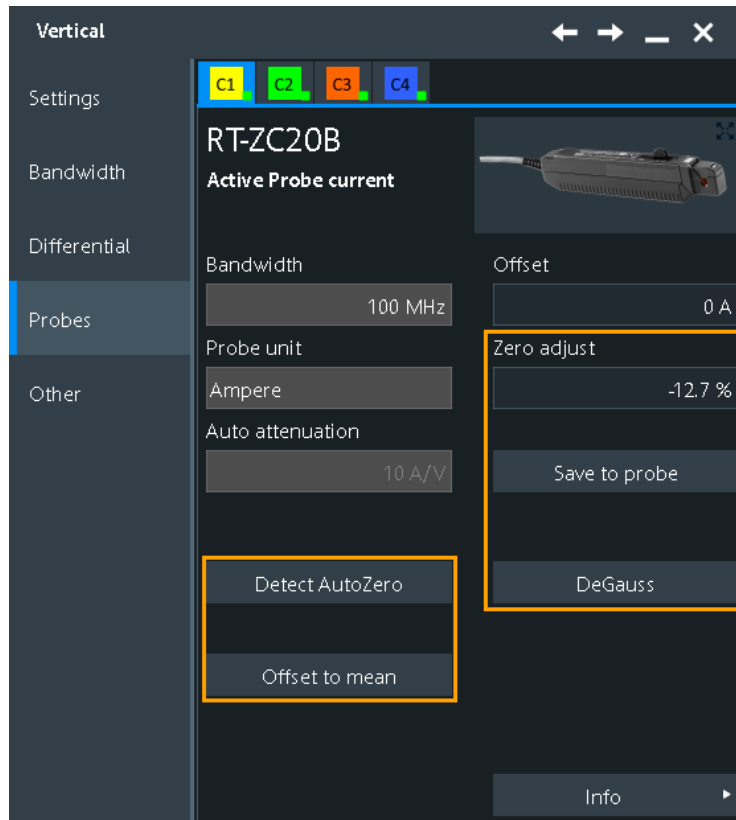 Vertical
Settings
Bandwidth
Differential
Probes
Other
C1 C2 C3 C4
RT-ZC20B
Active Probe current
Bandwidth
100 MHz
Offset
0 A
Probe unit
Ampere
Zero adjust
-12.7 %
Auto attenuation
10 A/V
Save to probe
Detect AutoZero
DeGauss
Offset to mean
Info